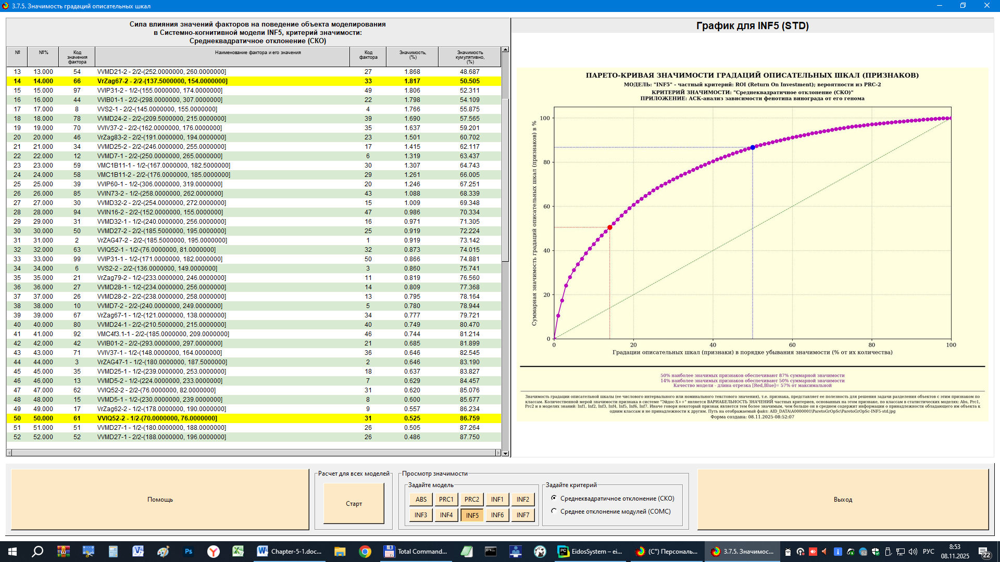 3.7.5. Значимость градаций описательных шкал
Сила влияния значений факторов на поведение объекта моделирования
в Системно-когнитивной модели INF5, критерий значимости:
Среднеквадратичное отклонение (СКО)
№ №% Код значения фактора Наименование фактора и его значения Код фактора Значимость, (%) Значимость кумулятивно, (%)
13 13.000 54 VVMD21-2 - 2/2-(252.0000000, 260.0000000] 27 1.868 48.687
14 14.000 66 VrZag67-2 - 2/2-(137.5000000, 154.0000000] 33 1.817 50.505
15 15.000 97 VVIP31-2 - 1/2-(155.0000000, 174.0000000] 49 1.806 52.311
16 16.000 44 VVIB01-1 - 2/2-(298.0000000, 307.0000000] 22 1.798 54.109
17 17.000 8 VVS2-1 - 2/2-(145.0000000, 155.0000000] 4 1.766 55.875
18 18.000 78 VVMD24-2 - 2/2-(209.5000000, 215.0000000] 39 1.690 57.565
19 19.000 70 VVIV37-2 - 2/2-(162.0000000, 176.0000000] 35 1.637 59.201
20 20.000 46 VrZag83-2 - 2/2-(191.0000000, 194.0000000] 23 1.501 60.702
21 21.000 34 VVMD25-2 - 2/2-(246.0000000, 255.0000000] 17 1.415 62.117
22 22.000 12 VVMD7-1 - 2/2-(250.0000000, 265.0000000] 6 1.319 63.437
23 23.000 59 VMC1B11-1 - 1/2-(167.0000000, 182.5000000] 30 1.307 64.743
24 24.000 58 VMC1B11-2 - 2/2-(176.0000000, 185.0000000] 29 1.261 66.005
25 25.000 39 VVIP60-1 - 1/2-(306.0000000, 319.0000000] 20 1.246 67.251
26 26.000 85 VVIN73-2 - 1/2-(258.0000000, 262.0000000] 43 1.088 68.339
27 27.000 30 VVMD32-2 - 2/2-(254.0000000, 272.0000000] 15 1.009 69.348
28 28.000 94 VVIN16-2 - 2/2-(152.0000000, 155.0000000] 47 0.986 70.334
29 29.000 31 VVMD32-1 - 1/2-(240.0000000, 256.0000000] 16 0.971 71.305
30 30.000 50 VVMD27-2 - 2/2-(185.5000000, 195.0000000] 25 0.919 72.224
31 31.000 2 VrZAG47-2 - 2/2-(185.5000000, 195.0000000] 1 0.919 73.142
32 32.000 63 VVIQ52-1 - 1/2-(76.0000000, 81.0000000] 32 0.873 74.015
33 33.000 99 VVIP31-1 - 1/2-(171.0000000, 182.0000000] 50 0.866 74.881
34 34.000 6 VVS2-2 - 2/2-(136.0000000, 149.0000000] 3 0.860 75.741
35 35.000 21 VrZag79-2 - 1/2-(233.0000000, 246.0000000] 11 0.819 76.560
36 36.000 27 VVMD28-1 - 1/2-(234.0000000, 256.0000000] 14 0.809 77.368
37 37.000 26 VVMD28-2 - 2/2-(238.0000000, 258.0000000] 13 0.795 78.164
38 38.000 10 VVMD7-2 - 2/2-(240.0000000, 249.0000000] 5 0.780 78.944
39 39.000 67 VrZag67-1 - 1/2-(121.0000000, 138.0000000] 34 0.777 79.721
40 40.000 80 VVMD24-1 - 2/2-(210.5000000, 215.0000000] 40 0.749 80.470
41 41.000 92 VMC4f3.1-1 - 2/2-(185.0000000, 209.0000000] 46 0.744 81.214
42 42.000 42 VVIB01-2 - 2/2-(293.0000000, 297.0000000] 21 0.685 81.899
43 43.000 71 VVIV37-1 - 1/2-(148.0000000, 164.0000000] 36 0.646 82.545
44 44.000 3 VrZAG47-1 - 1/2-(180.0000000, 187.5000000] 2 0.646 83.190
45 45.000 35 VVMD25-1 - 1/2-(239.0000000, 253.0000000] 18 0.637 83.827
46 46.000 13 VVMD5-2 - 1/2-(224.0000000, 233.0000000] 7 0.629 84.457
47 47.000 62 VVIQ52-2 - 2/2-(76.0000000, 82.0000000] 31 0.620 85.076
48 48.000 15 VVMD5-1 - 1/2-(230.0000000, 239.0000000] 8 0.600 85.677
49 49.000 17 VrZag62-2 - 1/2-(178.0000000, 190.0000000] 9 0.557 86.234
50 50.000 61 VVIQ52-2 - 1/2-(70.0000000, 76.0000000] 31 0.525 86.759
51 51.000 51 VVMD27-1 - 1/2-(180.0000000, 188.0000000] 26 0.505 87.264
52 52.000 52 VVMD27-1 - 2/2-(188.0000000, 196.0000000] 26 0.486 87.750
График для INF5 (STD)
ПАРЕТО-КРИВАЯ ЗНАЧИМОСТИ ГРАДАЦИЙ ОПИСАТЕЛЬНЫХ ШКАЛ (ПРИЗНАКОВ)
МОДЕЛЬ: "INF5" - частный критерий: ROI (Return On Investment); вероятности из PRC-2
КРИТЕРИЙ ЗНАЧИМОСТИ: "Среднеквадратичное отклонение (СКО)"
ПРИЛОЖЕНИЕ: АСК-анализ зависимости фенотипа винограда от его генома
Суммарная значимость градаций описательных шкал (признаков) в %
100
80
60
40
20
0
0 20 40 60 80 100
Градации описательных шкал (признаки) в порядке убывания значимости (% от их количества)
50% наиболее значимых признаков обеспечивают 87% суммарной значимости
14% наиболее значимых признаков обеспечивают 50% суммарной значимости
Качество модели - длина отрезка [Red,Blue]= 57% от максимальной
Значимость градации описательной шкалы (ее числового интервального или номинального текстового значения), т.е. признака, представляет ее полезность для решения задачи разделения объектов с этим признаком по
классам. Количественной мерой значимости признака в системе "Эйдос-X++" является ВАРИАБЕЛЬНОСТЬ ЗНАЧЕНИЙ частных критериев, основанных на этом признаке, по классам в статистических моделях: Abs, Prc1,
Prc2 и в моделях знаний: Inf1, Inf2, Inf3, Inf4, Inf5, Inf6, Inf7. Иначе говоря некоторый признак является тем более значимым, чем больше он в среднем содержит информации о принадлежности обладающего им объекта к
одним классам и не принадлежности к другим. Путь на отображаемый файл: AID_DATA\A0000001\ParetoGrOpSc\ParetoGrOpSc-INF5-std.jpg
Форма создана: 08.11.2025-08:52:07
Помощь
Расчет для всех моделей
Старт
Просмотр значимости
Задайте модель
ABS PRC1 PRC2 INF1 INF2
INF3 INF4 INF5 INF6 INF7
Задайте критерий
Среднеквадратичное отклонение (СКО)
Среднее отклонение модулей (СОМС)
Выход
Chapter-5-1.doc...
Total Command...
EidosSystem – ei...
(C°) Персональ...
3.7.5. Значимос...
РУС
8:53
08.11.2025
22